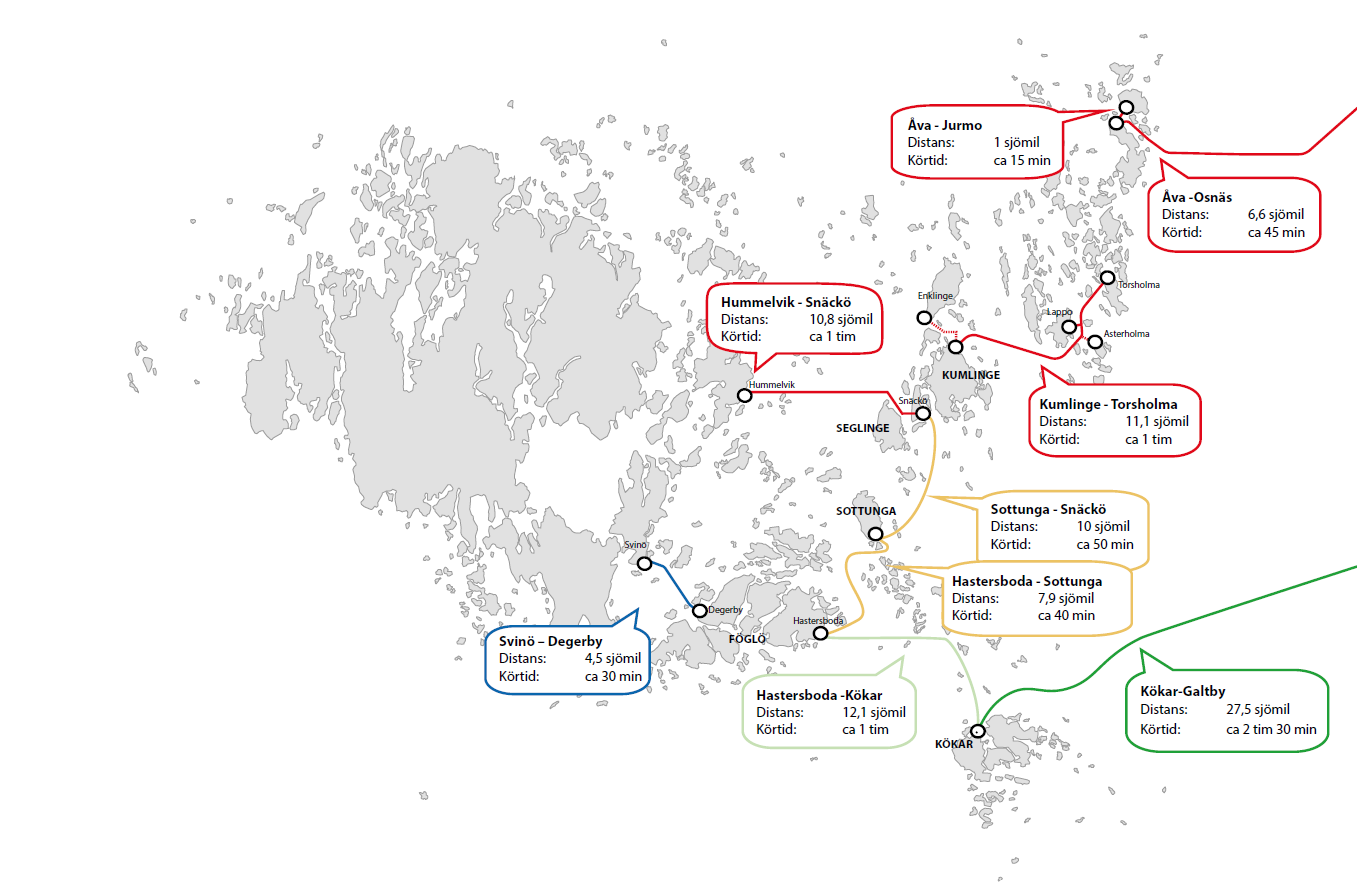 Åva - Jurmo
Distans: 1 sjömil
Körtid: ca 15 min
Åva -Osnäs
Distans: 6,6 sjömil
Körtid: ca 45 min
Torsholma
Enklinge
Hummelvik - Snäckö
Distans: 10,8 sjömil
Körtid: ca 1 tim
Lappo
Asterholma
KUMLINGE
Hummelvik
Snäckö
Kumlinge - Torsholma
Distans: 11,1 sjömil
Körtid: ca 1 tim
SEGLINGE
SOTTUNGA
Sottunga - Snäckö
Distans: 10 sjömil
Körtid: ca 50 min
Svinö
Hastersboda - Sottunga
Distans: 7,9 sjömil
Körtid: ca 40 min
Degerby
Hastersboda
FÖGLÖ
Svinö – Degerby
Distans: 4,5 sjömil
Körtid: ca 30 min
Hastersboda -Kökar
Distans: 12,1 sjömil
Körtid: ca 1 tim
Kökar-Galtby
Distans: 27,5 sjömil
Körtid: ca 2 tim 30 min
KÖKAR